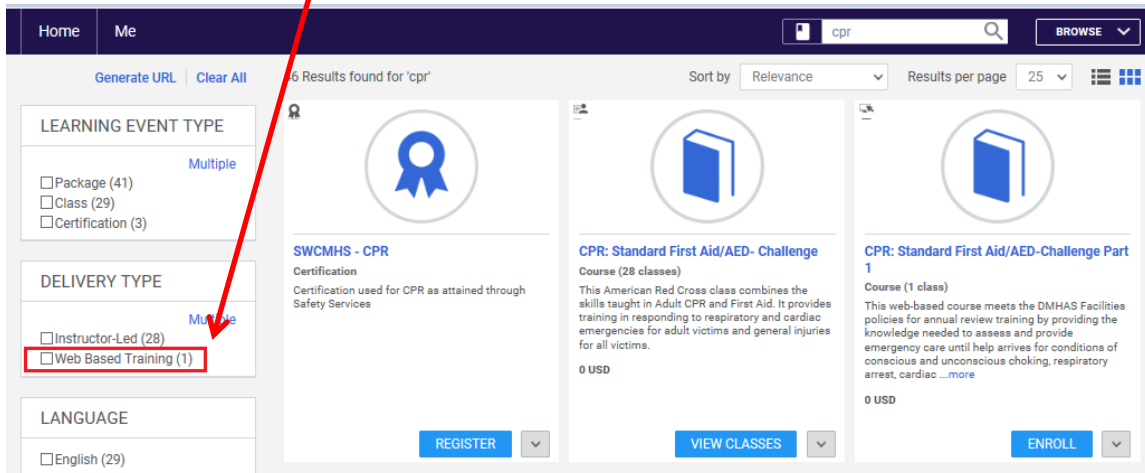 Home Me cpr BROWSE
Generate URL Clear All 46 Results found for 'cpr' Sort by Relevance Results per page 25
LEARNING EVENT TYPE
Multiple
Package (41)
Class (29)
Certification (3)
DELIVERY TYPE
Multiple
Instructor-Led (28)
Web Based Training (1)
LANGUAGE
English (29)
SWCMHS - CPR
Certification
Certification used for CPR as attained through
Safety Services
REGISTER
CPR: Standard First Aid/AED- Challenge
Course (28 classes)
This American Red Cross class combines the
skills taught in Adult CPR and First Aid. It provides
training in responding to respiratory and cardiac
emergencies for adult victims and general injuries
for all victims.
0 USD
VIEW CLASSES
CPR: Standard First Aid/AED-Challenge Part
1
Course (1 class)
This web-based course meets the DMHAS Facilities
policies for annual review training by providing the
knowledge needed to assess and provide
emergency care until help arrives for conditions of
conscious and unconscious choking, respiratory
arrest, cardiac ...more
0 USD
ENROLL